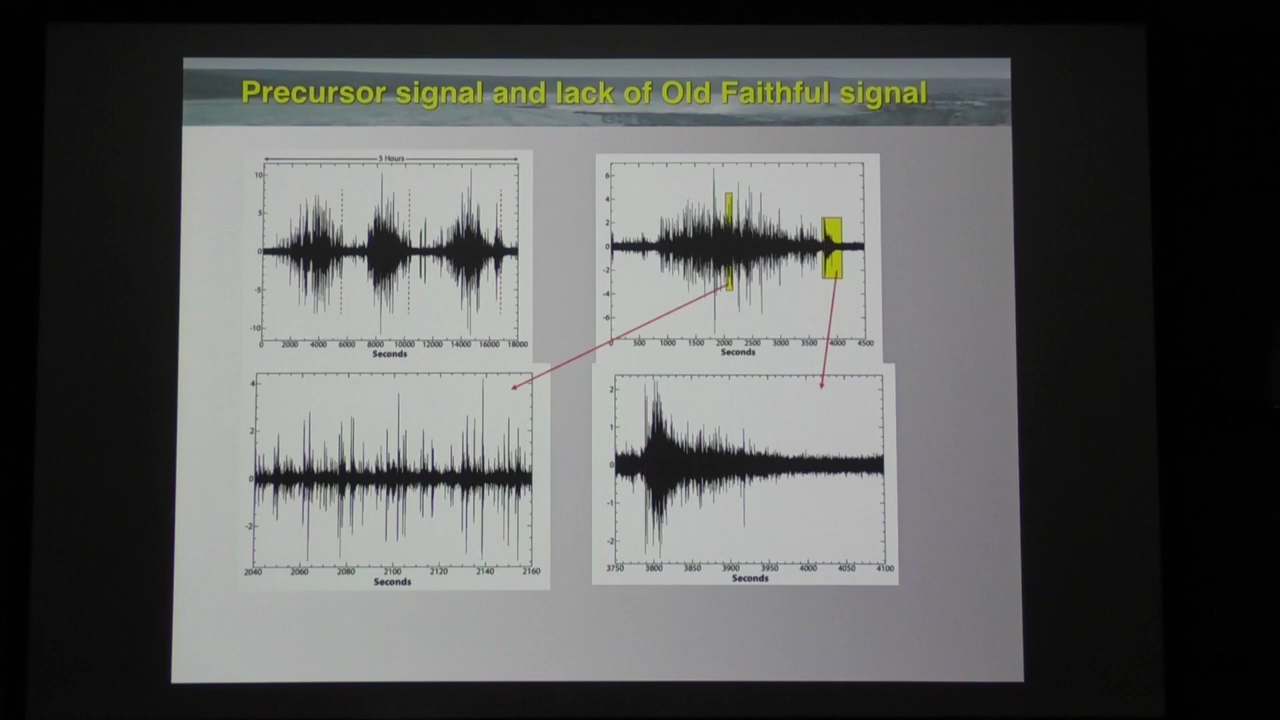 Precursor signal and lack of Old Faithful signal
5 Hours
10
5
0
-5
-10
0 2000 4000 6000 8000 10000 12000 14000 16000 18000
Seconds
6
4
2
0
-2
-4
-6
0 500 1000 1500 2000 2500 3000 3500 4000 4500
Seconds
4
2
0
-2
2040 2060 2080 2100 2120 2140 2160
Seconds
2
1
0
-1
-2
3750 3800 3850 3900 3950 4000 4050 4100
Seconds